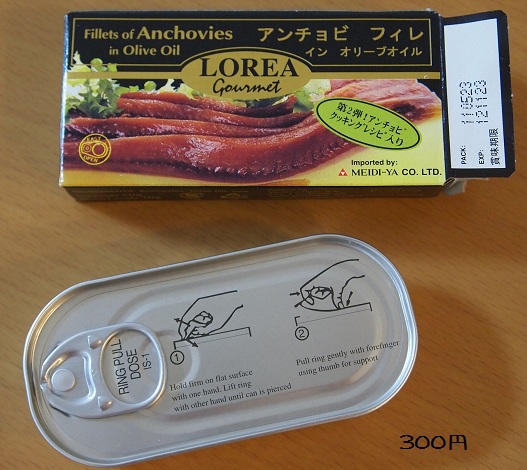 Fillets of Anchovies
in Olive Oil
アンチョビ フィレ
イン オリーブオイル
LOREA
Gourmet
第2弾!アンチョビ
クッキングレシピ入り
EASY
OPEN
Imported by:
MEIDI-YA CO. LTD.
PACK: 110523
EXP: 121123
賞味期限
RING PULL
DOSE
IS-1
1
Hold firm on flat surface
with one hand. Lift ring
with other hand until can is pierced
2
Pull ring gently with forefinger
using thumb for support.
300円